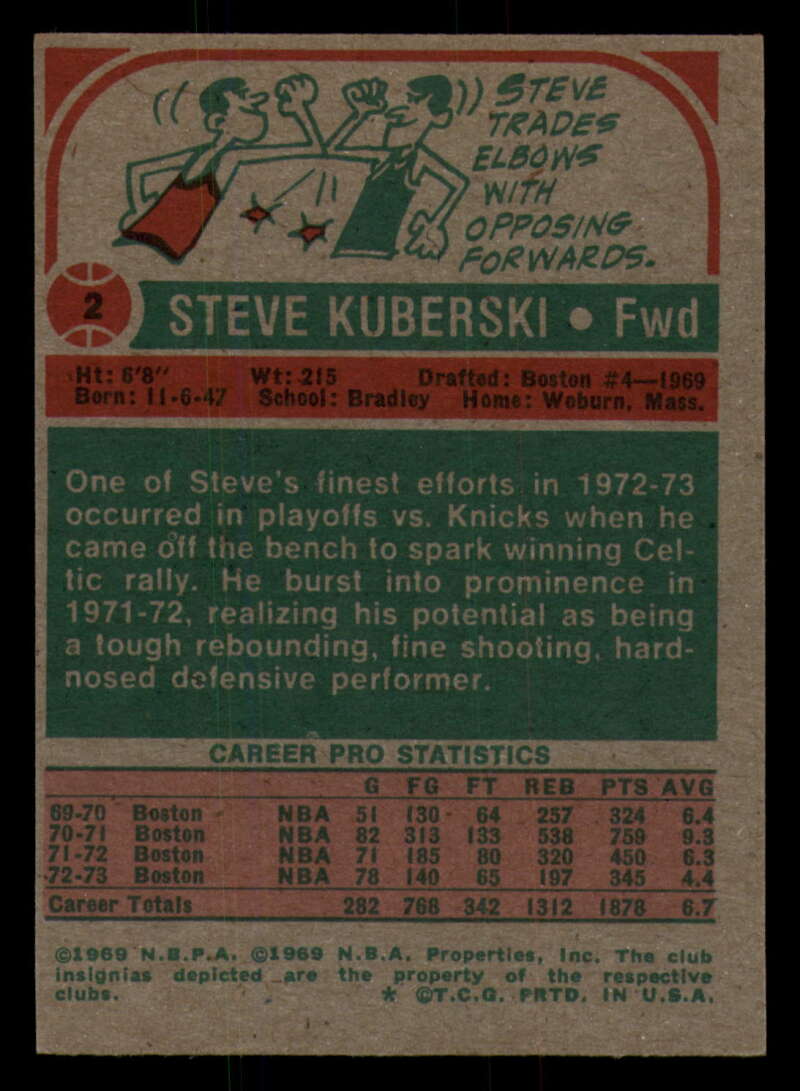 STEVE
TRADES
ELBOWS
WITH
OPPOSING
FORWARDS.
2
STEVE KUBERSKI • Fwd
Ht: 6'8" Wt: 215 Drafted: Boston #4—1969
Born: 11-6-47 School: Bradley Home: Woburn, Mass.
One of Steve's finest efforts in 1972-73
occurred in playoffs vs. Knicks when he
came off the bench to spark winning Cel-
tic rally. He burst into prominence in
1971-72, realizing his potential as being
a tough rebounding, fine shooting, hard-
nosed defensive performer.
CAREER PRO STATISTICS
G FG FT REB PTS AVG
69-70 Boston NBA 51 130 64 257 324 6.4
70-71 Boston NBA 82 313 133 538 759 9.3
71-72 Boston NBA 71 185 80 320 450 6.3
72-73 Boston NBA 78 140 65 197 345 4.4
Career Totals 282 768 342 1312 1878 6.7
©1969 N.B.P.A. ©1969 N.B.A. Properties, Inc. The club
insignias depicted are the property of the respective
clubs. * ©T.C.G. PRTD. IN U.S.A.